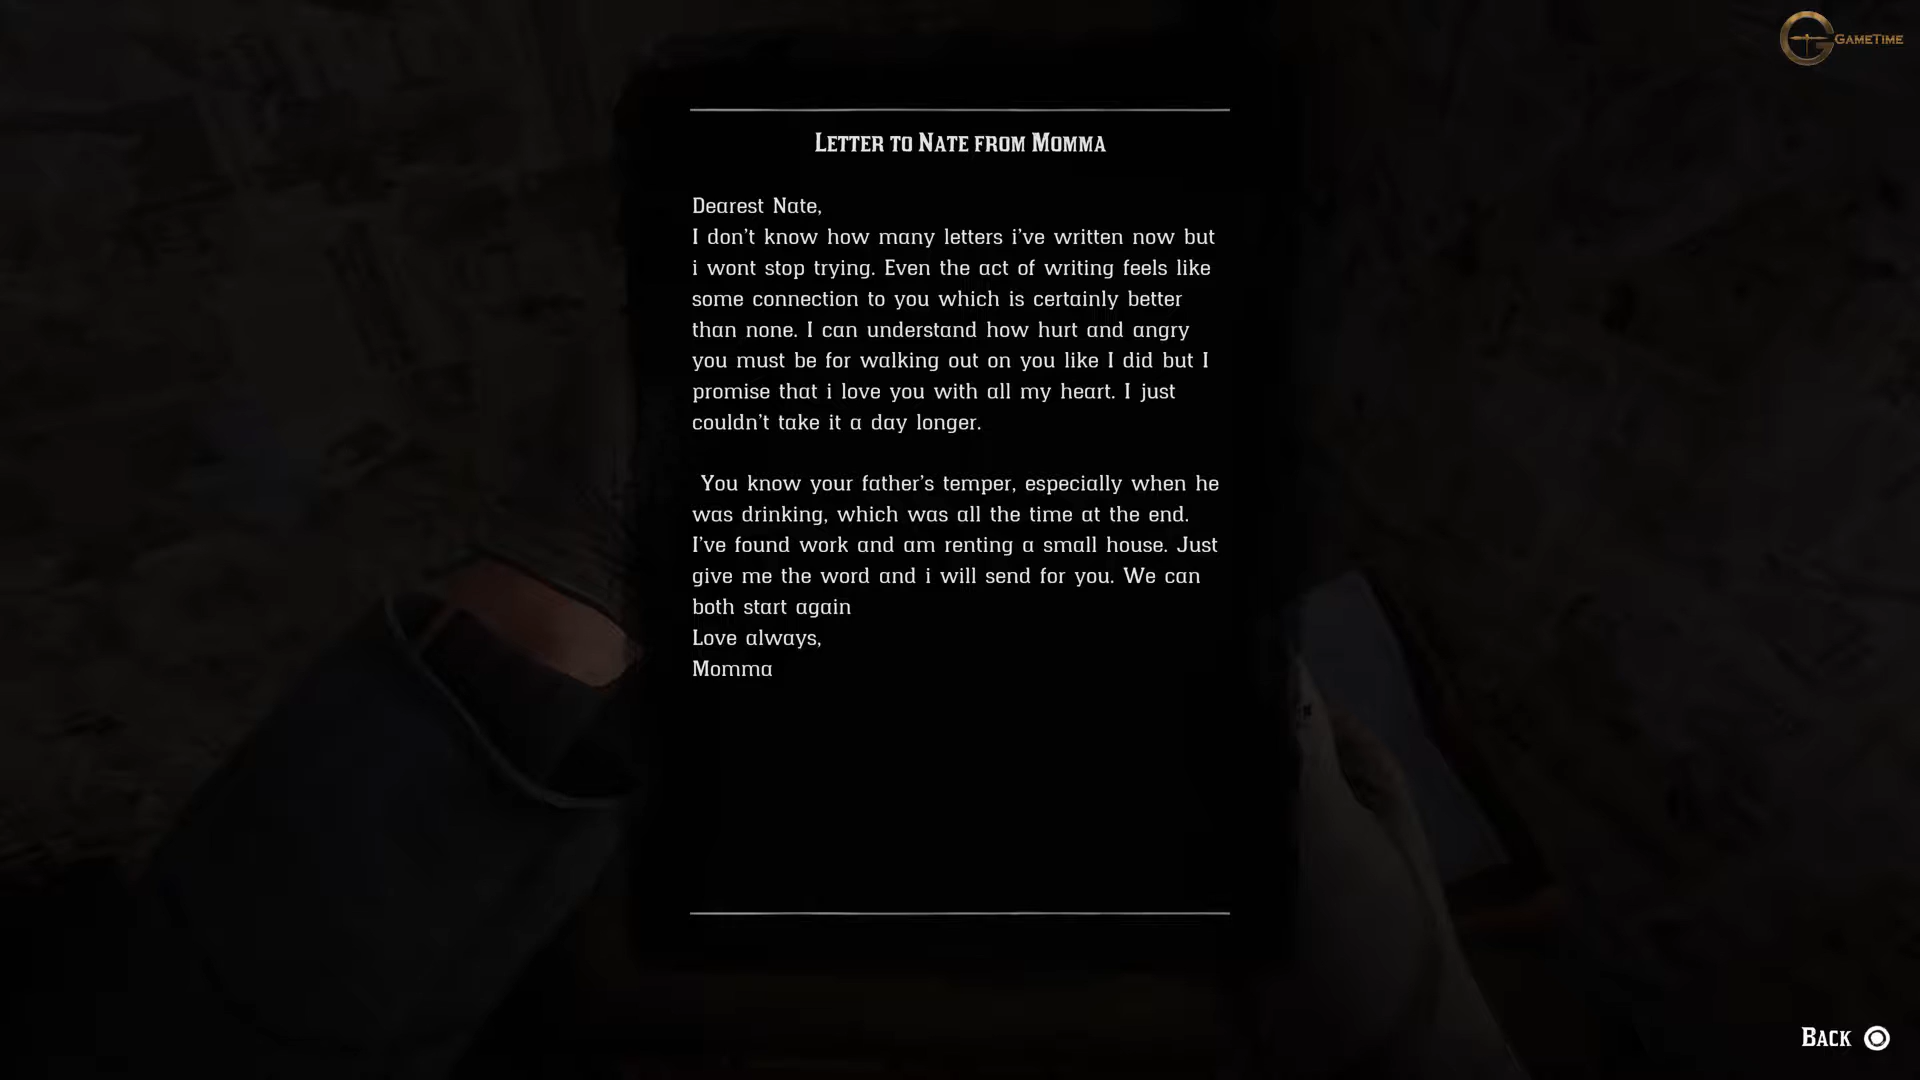 GAMETIME
LETTER TO NATE FROM MOMMA
Dearest Nate,
I don't know how many letters i've written now but
i wont stop trying. Even the act of writing feels like
some connection to you which is certainly better
than none. I can understand how hurt and angry
you must be for walking out on you like I did but I
promise that i love you with all my heart. I just
couldn't take it a day longer.
You know your father's temper, especially when he
was drinking, which was all the time at the end.
I've found work and am renting a small house. Just
give me the word and i will send for you. We can
both start again
Love always,
Momma
BACK